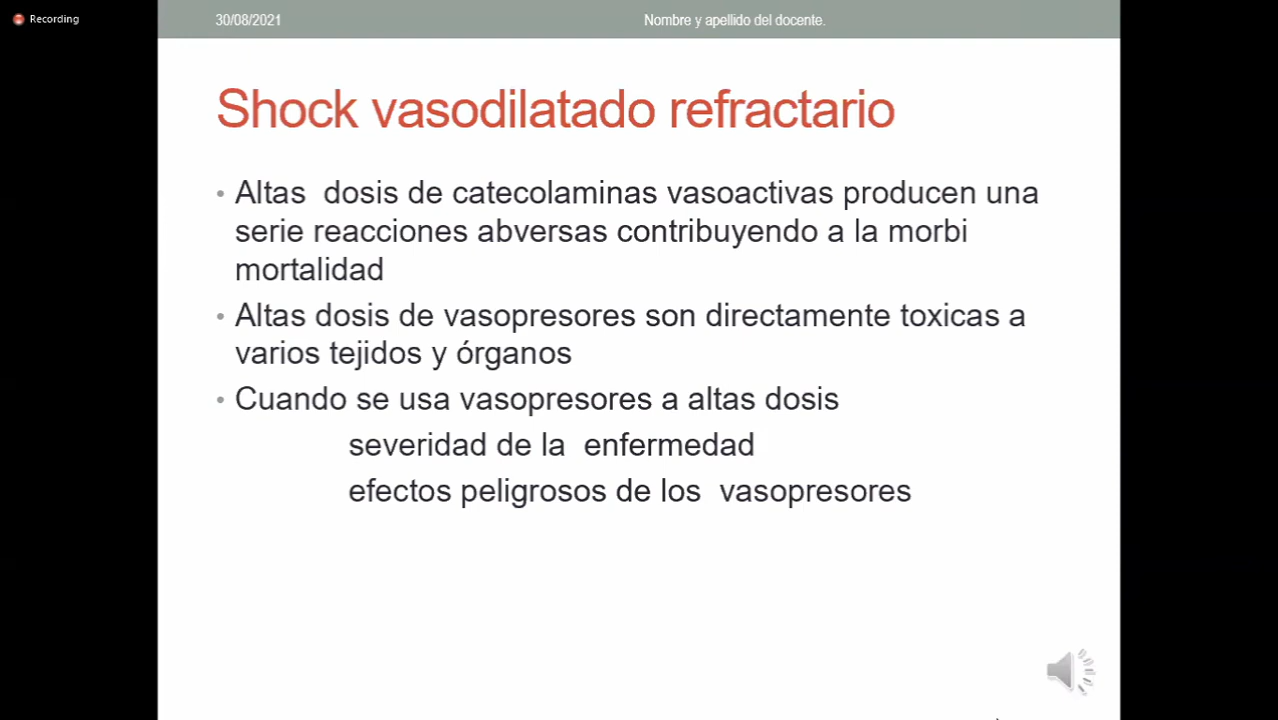 Recording
30/08/2021
Nombre y apellido del docente.
Shock vasodilatado refractario
• Altas dosis de catecolaminas vasoactivas producen una
serie reacciones abversas contribuyendo a la morbi
mortalidad
• Altas dosis de vasopresores son directamente toxicas a
varios tejidos y órganos
• Cuando se usa vasopresores a altas dosis
severidad de la enfermedad
efectos peligrosos de los vasopresores